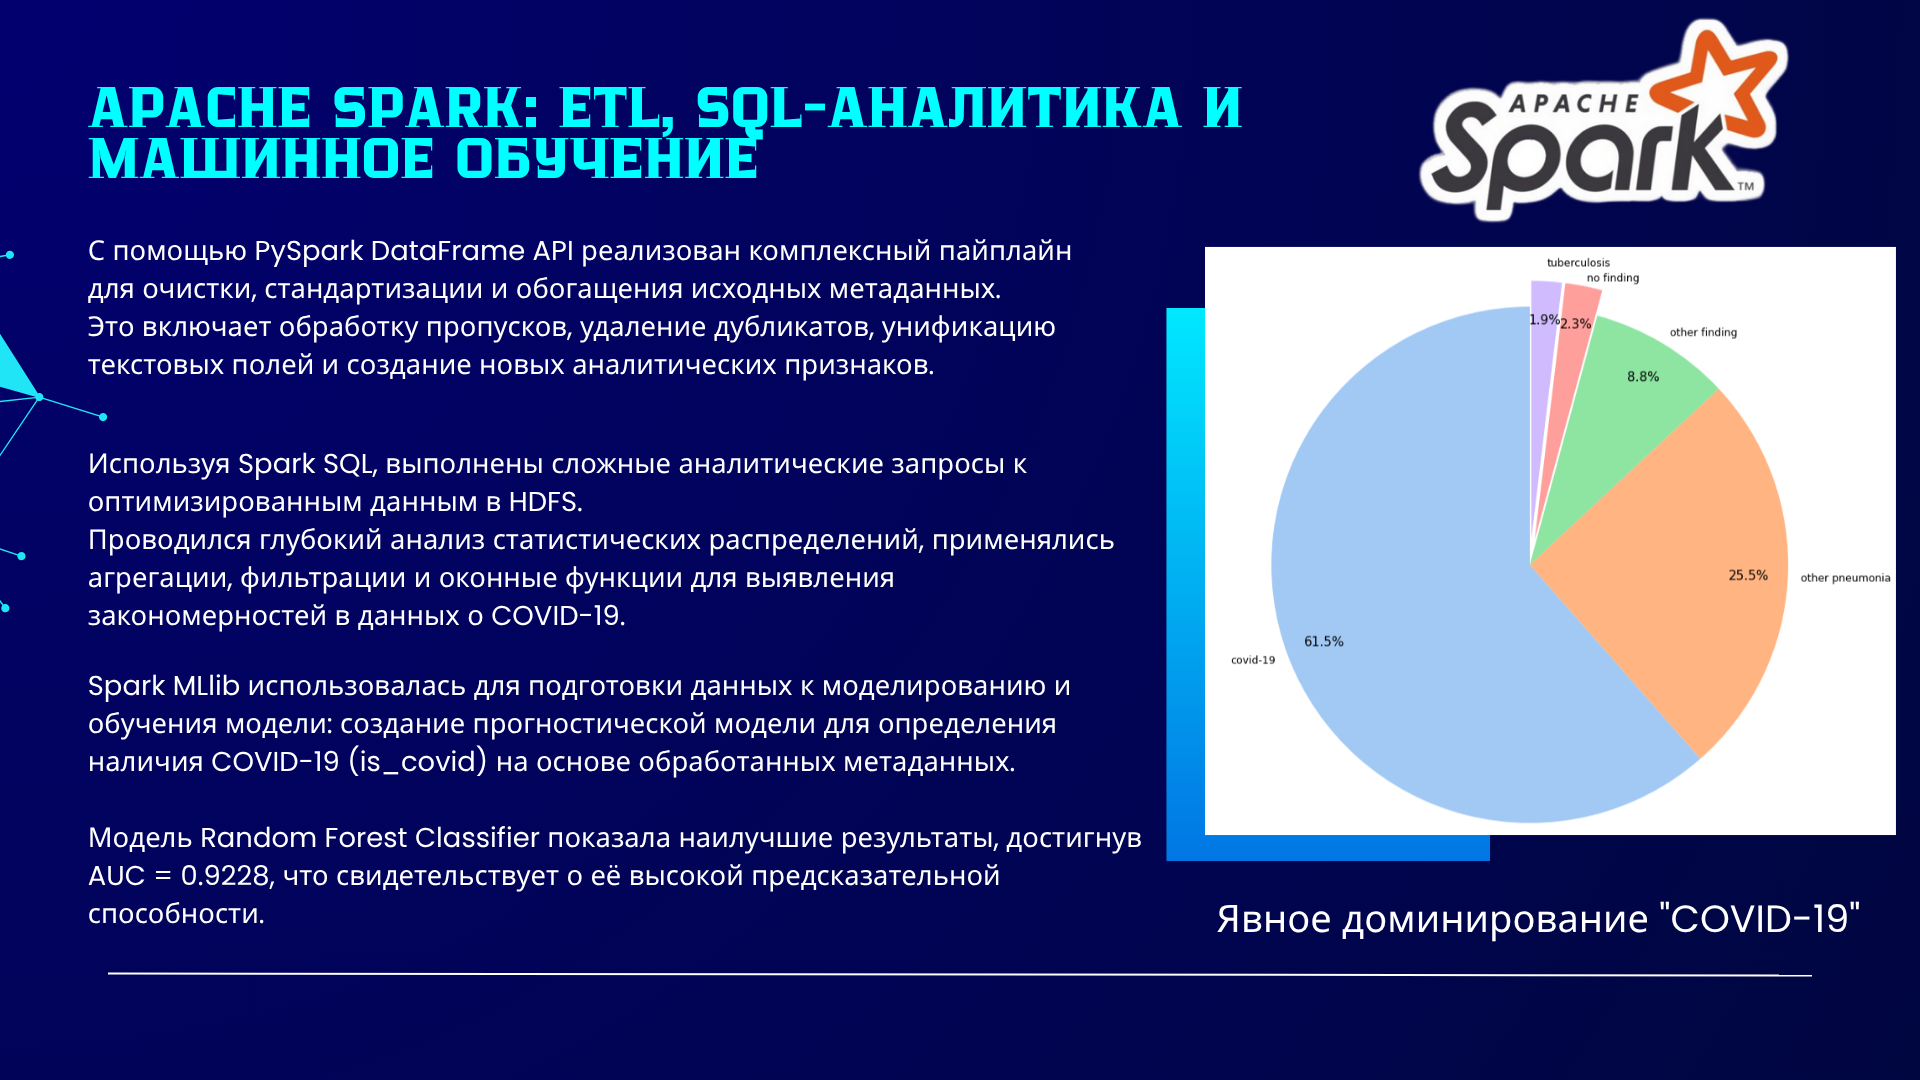 APACHE SPARK: ETL, SQL-АНАЛИТИКА И
МАШИННОЕ ОБУЧЕНИЕ
APACHE
Spark
TM
С помощью PySpark DataFrame API реализован комплексный пайплайн
для очистки, стандартизации и обогащения исходных метаданных.
Это включает обработку пропусков, удаление дубликатов, унификацию
текстовых полей и создание новых аналитических признаков.
Используя Spark SQL, выполнены сложные аналитические запросы к
оптимизированным данным в HDFS.
Проводился глубокий анализ статистических распределений, применялись
агрегации, фильтрации и оконные функции для выявления
закономерностей в данных о COVID-19.
Spark MLlib использовалась для подготовки данных к моделированию и
обучения модели: создание прогностической модели для определения
наличия COVID-19 (is_covid) на основе обработанных метаданных.
Модель Random Forest Classifier показала наилучшие результаты, достигнув
AUC = 0.9228, что свидетельствует о её высокой предсказательной
способности.
tuberculosis
no finding
1.9%
2.3%
other finding
8.8%
25.5%
other pneumonia
61.5%
covid-19
Явное доминирование "COVID-19"